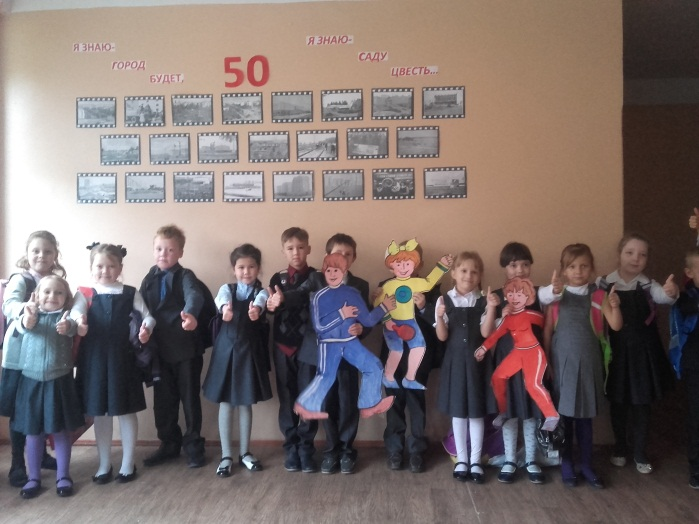 Я ЗНАЮ-
ГОРОД
БУДЕТ,
50
Я ЗНАЮ-
САДУ
ЦВЕСТЬ...